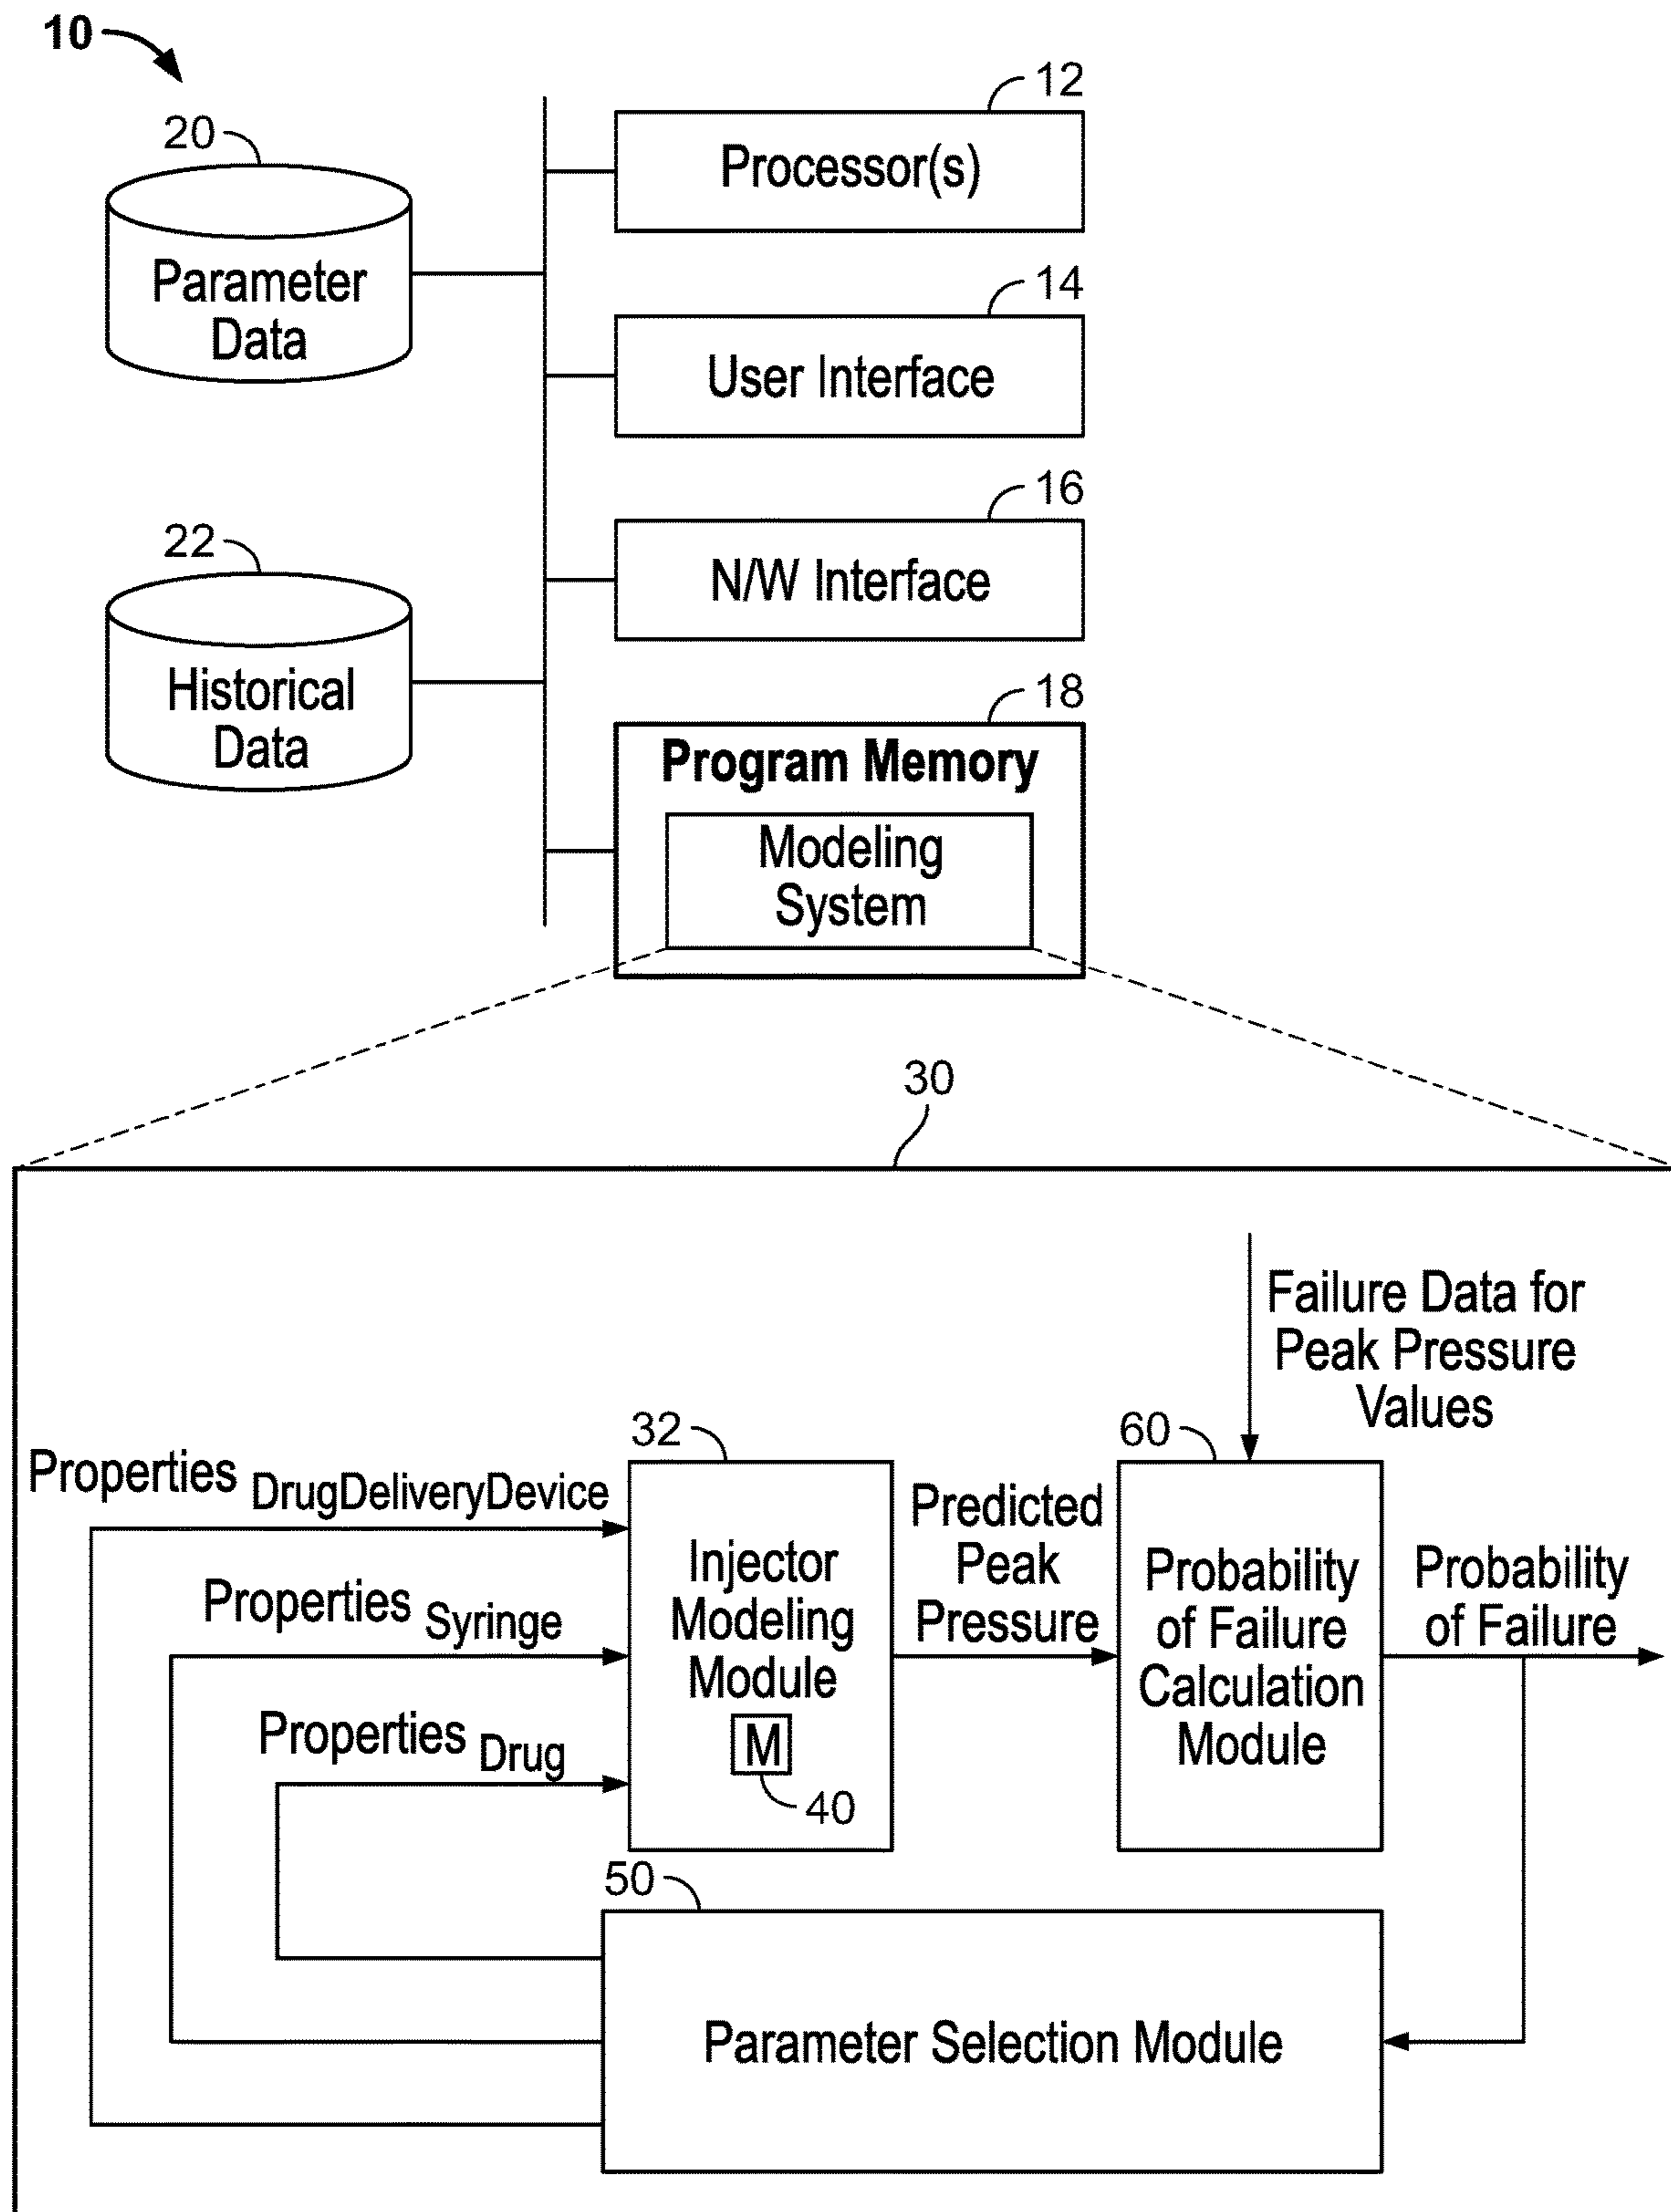 10
20
Parameter
Data
22
Historical
Data
12
Processor(s)
14
User Interface
16
N/W Interface
18
Program Memory
Modeling
System
30
Failure Data for
Peak Pressure
Values
Properties DrugDeliveryDevice
Properties Syringe
Properties Drug
32
Injector
Modeling
Module
M
40
Predicted
Peak
Pressure
60
Probability
of Failure
Calculation
Module
Probability
of Failure
50
Parameter Selection Module